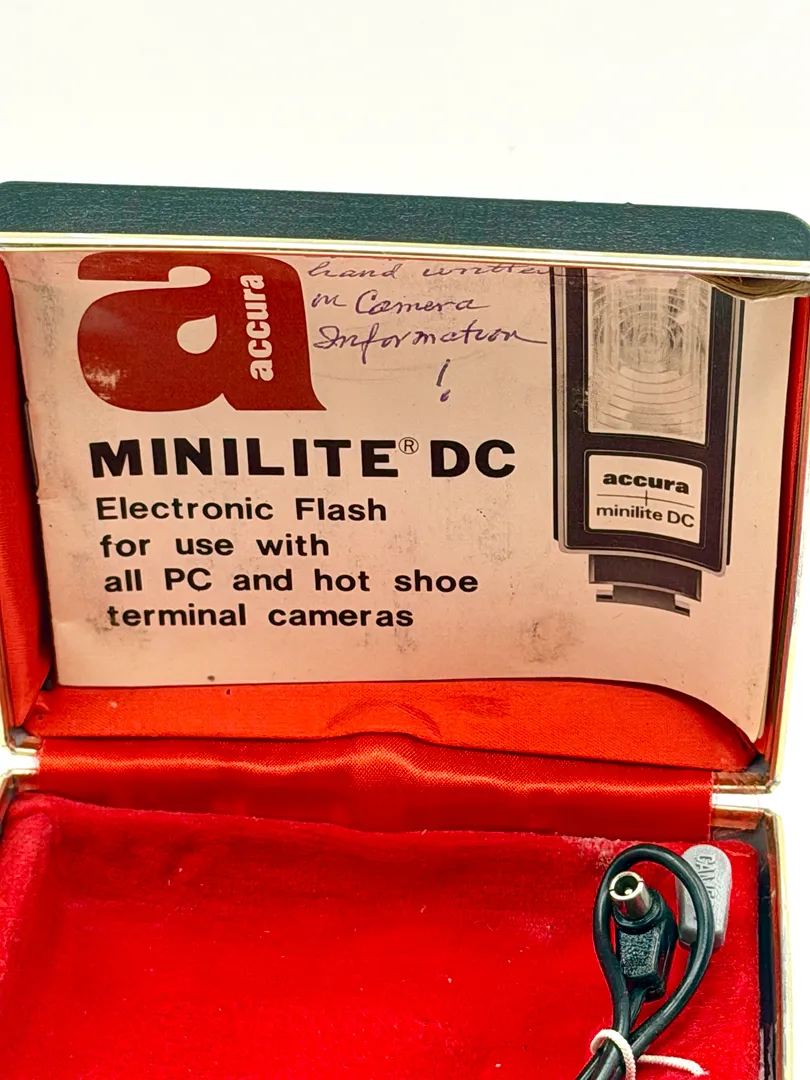 accura
hand written
on Camera
Information
!
MINILITE® DC
Electronic Flash
for use with
all PC and hot shoe
terminal cameras
accura
minilite DC